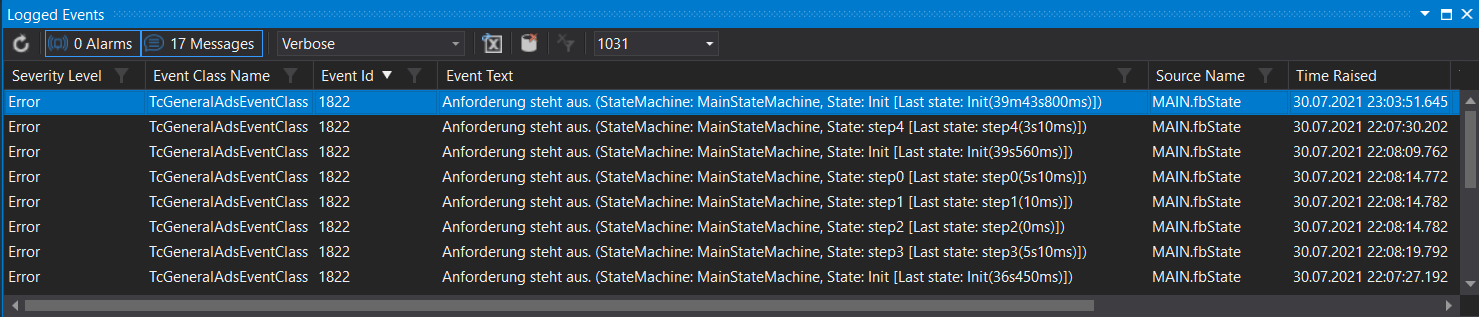 Logged Events
0 Alarms 17 Messages Verbose 1031
Severity Level Event Class Name Event Id Event Text Source Name Time Raised
Error TcGeneralAdsEventClass 1822 Anforderung steht aus. (StateMachine: MainStateMachine, State: Init [Last state: Init(39m43s800ms)]) MAIN.fbState 30.07.2021 23:03:51.645
Error TcGeneralAdsEventClass 1822 Anforderung steht aus. (StateMachine: MainStateMachine, State: step4 [Last state: step4(3s10ms)]) MAIN.fbState 30.07.2021 22:07:30.202
Error TcGeneralAdsEventClass 1822 Anforderung steht aus. (StateMachine: MainStateMachine, State: Init [Last state: Init(39s560ms)]) MAIN.fbState 30.07.2021 22:08:09.762
Error TcGeneralAdsEventClass 1822 Anforderung steht aus. (StateMachine: MainStateMachine, State: step0 [Last state: step0(5s10ms)]) MAIN.fbState 30.07.2021 22:08:14.772
Error TcGeneralAdsEventClass 1822 Anforderung steht aus. (StateMachine: MainStateMachine, State: step1 [Last state: step1(10ms)]) MAIN.fbState 30.07.2021 22:08:14.782
Error TcGeneralAdsEventClass 1822 Anforderung steht aus. (StateMachine: MainStateMachine, State: step2 [Last state: step2(0ms)]) MAIN.fbState 30.07.2021 22:08:14.782
Error TcGeneralAdsEventClass 1822 Anforderung steht aus. (StateMachine: MainStateMachine, State: step3 [Last state: step3(5s10ms)]) MAIN.fbState 30.07.2021 22:08:19.792
Error TcGeneralAdsEventClass 1822 Anforderung steht aus. (StateMachine: MainStateMachine, State: Init [Last state: Init(36s450ms)]) MAIN.fbState 30.07.2021 22:07:27.192